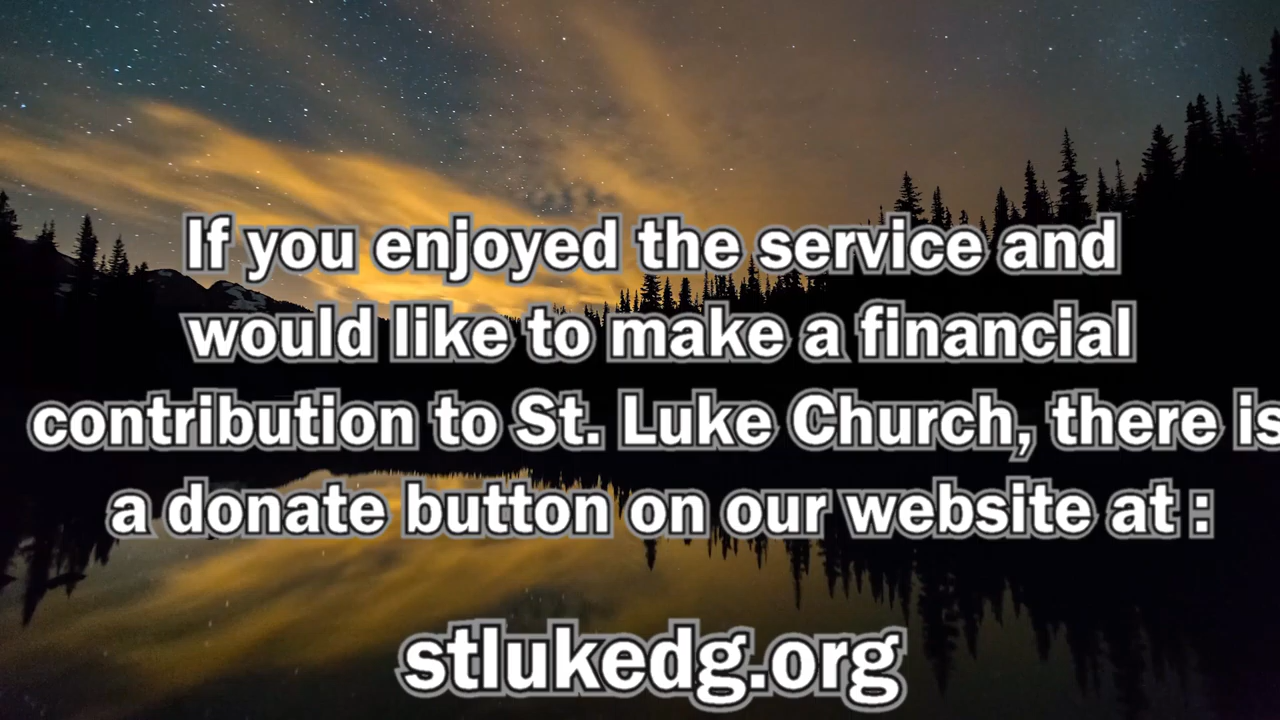 If you enjoyed the service and
would like to make a financial
contribution to St. Luke Church, there is
a donate button on our website at :
stlukedg.org